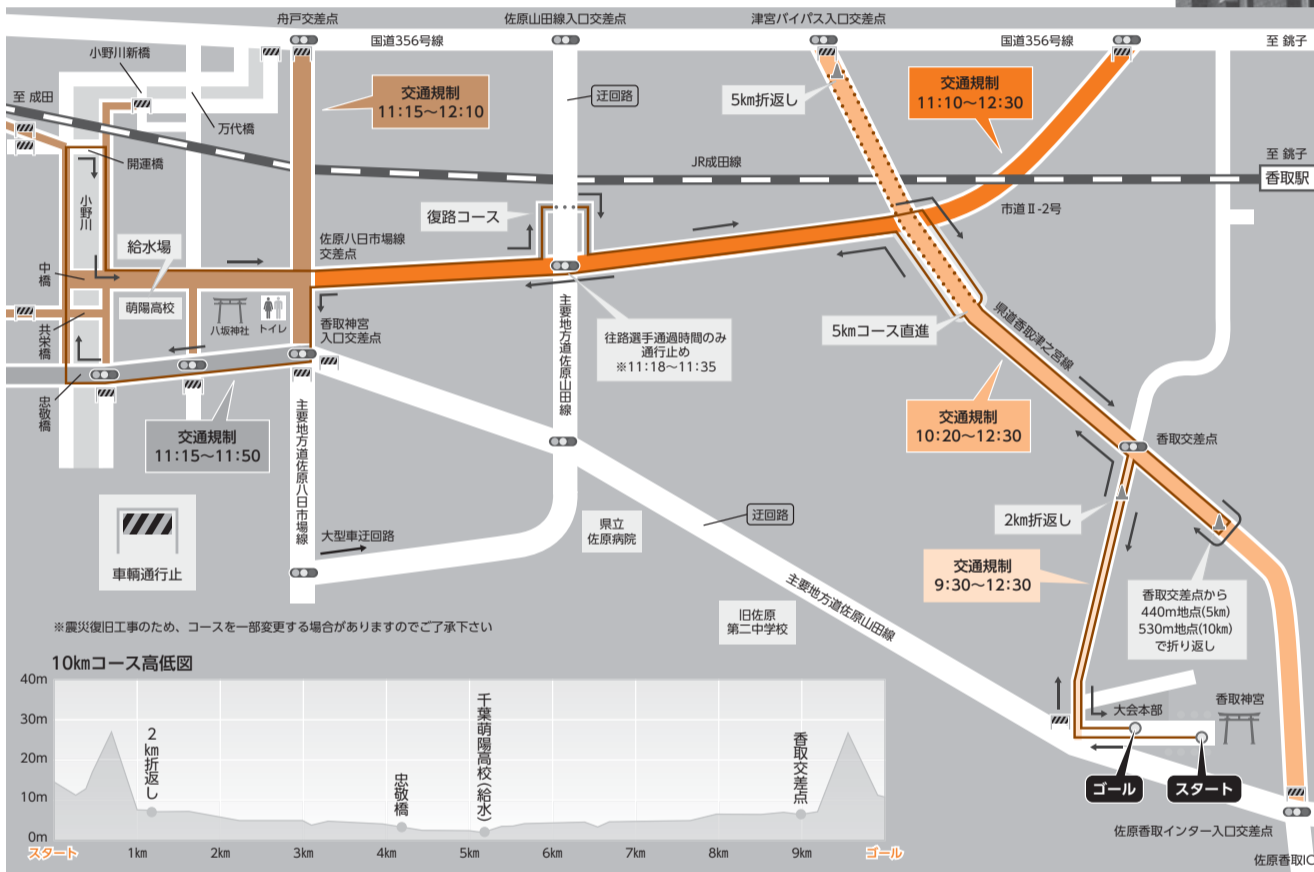 舟戸交差点
佐原山田線入口交差点
津宮バイパス入口交差点
国道356号線
国道356号線
至 銚子
小野川新橋
至 成田
万代橋
開運橋
小野川
交通規制
11:15〜12:10
迂回路
5km折返し
交通規制
11:10〜12:30
JR成田線
至 銚子
香取駅
市道Ⅱ-2号
復路コース
佐原八日市場線
交差点
給水場
中橋
萌陽高校
八坂神社
トイレ
共栄橋
香取神宮
入口交差点
忠敬橋
主要地方道佐原山田線
往路選手通過時間のみ
通行止め
※11:18〜11:35
5kmコース直進
県道香取津之宮線
交通規制
11:15〜11:50
主要地方道佐原八日市場線
交通規制
10:20〜12:30
香取交差点
車輌通行止
大型車迂回路
県立
佐原病院
迂回路
2km折返し
交通規制
9:30〜12:30
主要地方道佐原山田線
旧佐原
第二中学校
香取交差点から
440m地点(5km)
530m地点(10km)
で折り返し
※震災復旧工事のため、コースを一部変更する場合がありますのでご了承下さい
大会本部
香取神宮
ゴール
スタート
佐原香取インター入口交差点
佐原香取IC
10kmコース高低図
40m
30m
20m
10m
0m
2km折返し
忠敬橋
千葉萌陽高校(給水)
香取交差点
スタート
1km
2km
3km
4km
5km
6km
7km
8km
9km
ゴール